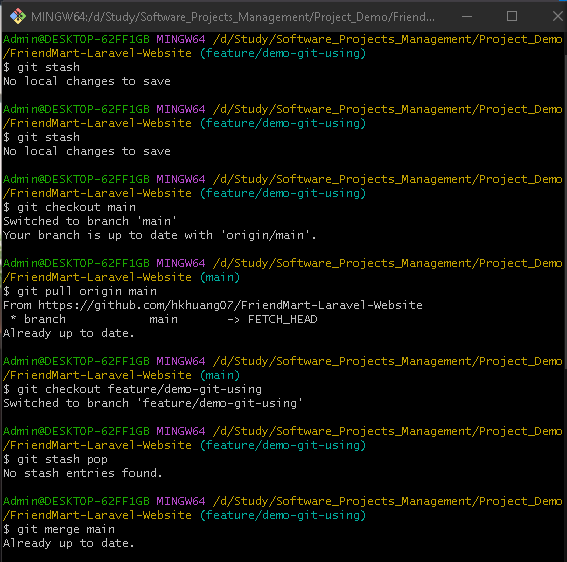 MINGW64:/d/Study/Software_Projects_Management/Project_Demo/Friend...
Admin@DESKTOP-62FF1GB MINGW64 /d/Study/Software_Projects_Management/Project_Demo
/FriendMart-Laravel-Website (feature/demo-git-using)
$ git stash
No local changes to save
Admin@DESKTOP-62FF1GB MINGW64 /d/Study/Software_Projects_Management/Project_Demo
/FriendMart-Laravel-Website (feature/demo-git-using)
$ git stash
No local changes to save
Admin@DESKTOP-62FF1GB MINGW64 /d/Study/Software_Projects_Management/Project_Demo
/FriendMart-Laravel-Website (feature/demo-git-using)
$ git checkout main
Switched to branch 'main'
Your branch is up to date with 'origin/main'.
Admin@DESKTOP-62FF1GB MINGW64 /d/Study/Software_Projects_Management/Project_Demo
/FriendMart-Laravel-Website (main)
$ git pull origin main
From https://github.com/hkhuang07/FriendMart-Laravel-Website
 * branch            main       -> FETCH_HEAD
Already up to date.
Admin@DESKTOP-62FF1GB MINGW64 /d/Study/Software_Projects_Management/Project_Demo
/FriendMart-Laravel-Website (main)
$ git checkout feature/demo-git-using
Switched to branch 'feature/demo-git-using'
Admin@DESKTOP-62FF1GB MINGW64 /d/Study/Software_Projects_Management/Project_Demo
/FriendMart-Laravel-Website (feature/demo-git-using)
$ git stash pop
No stash entries found.
Admin@DESKTOP-62FF1GB MINGW64 /d/Study/Software_Projects_Management/Project_Demo
/FriendMart-Laravel-Website (feature/demo-git-using)
$ git merge main
Already up to date.